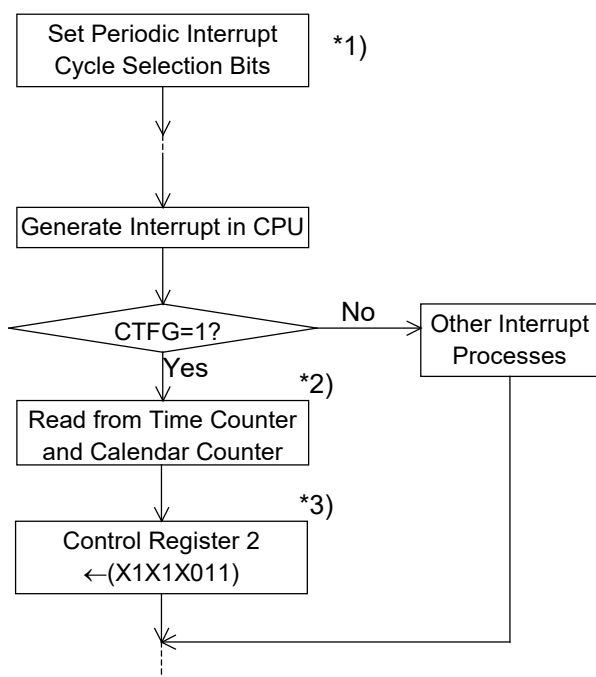 Set Periodic Interrupt
Cycle Selection Bits
*1)
Generate Interrupt in CPU
CTFG=1?
No
Other Interrupt
Processes
Yes
*2)
Read from Time Counter
and Calendar Counter
*3)
Control Register 2
←(X1X1X011)